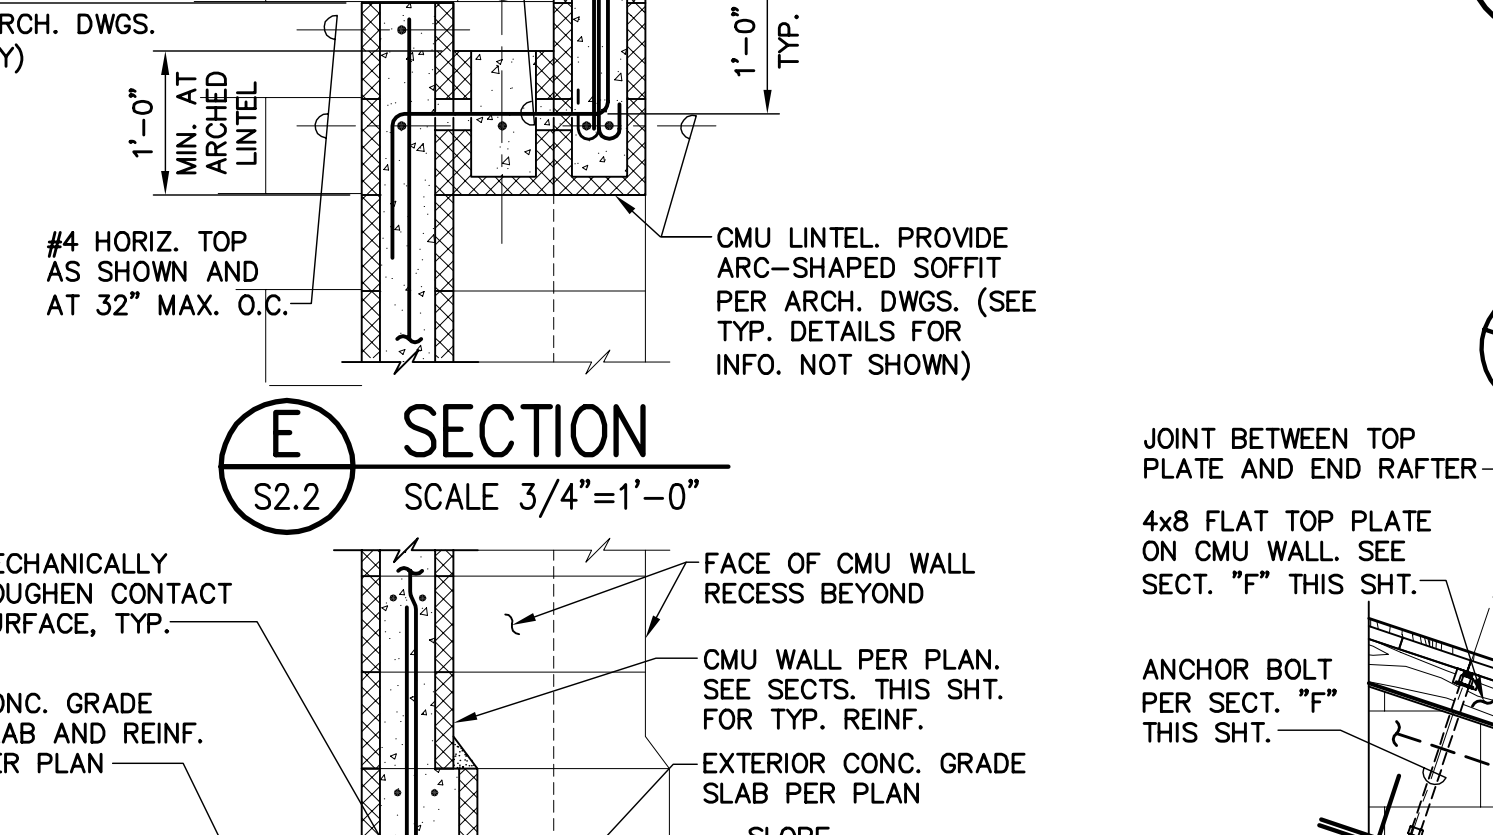 RCH. DWGS.
Y)
1'-0"
MIN. AT
ARCHED
LINTEL
1'-0"
TYP.
#4 HORIZ. TOP
AS SHOWN AND
AT 32" MAX. O.C.
CMU LINTEL. PROVIDE
ARC-SHAPED SOFFIT
PER ARCH. DWGS. (SEE
TYP. DETAILS FOR
INFO. NOT SHOWN)
E
S2.2
SECTION
SCALE 3/4"=1'-0"
ECHANICALLY
OUGHEN CONTACT
URFACE, TYP.
ONC. GRADE
LAB AND REINF.
ER PLAN
FACE OF CMU WALL
RECESS BEYOND
CMU WALL PER PLAN.
SEE SECTS. THIS SHT.
FOR TYP. REINF.
EXTERIOR CONC. GRADE
SLAB PER PLAN
SLOPE
JOINT BETWEEN TOP
PLATE AND END RAFTER
4x8 FLAT TOP PLATE
ON CMU WALL. SEE
SECT. "F" THIS SHT.
ANCHOR BOLT
PER SECT. "F"
THIS SHT.